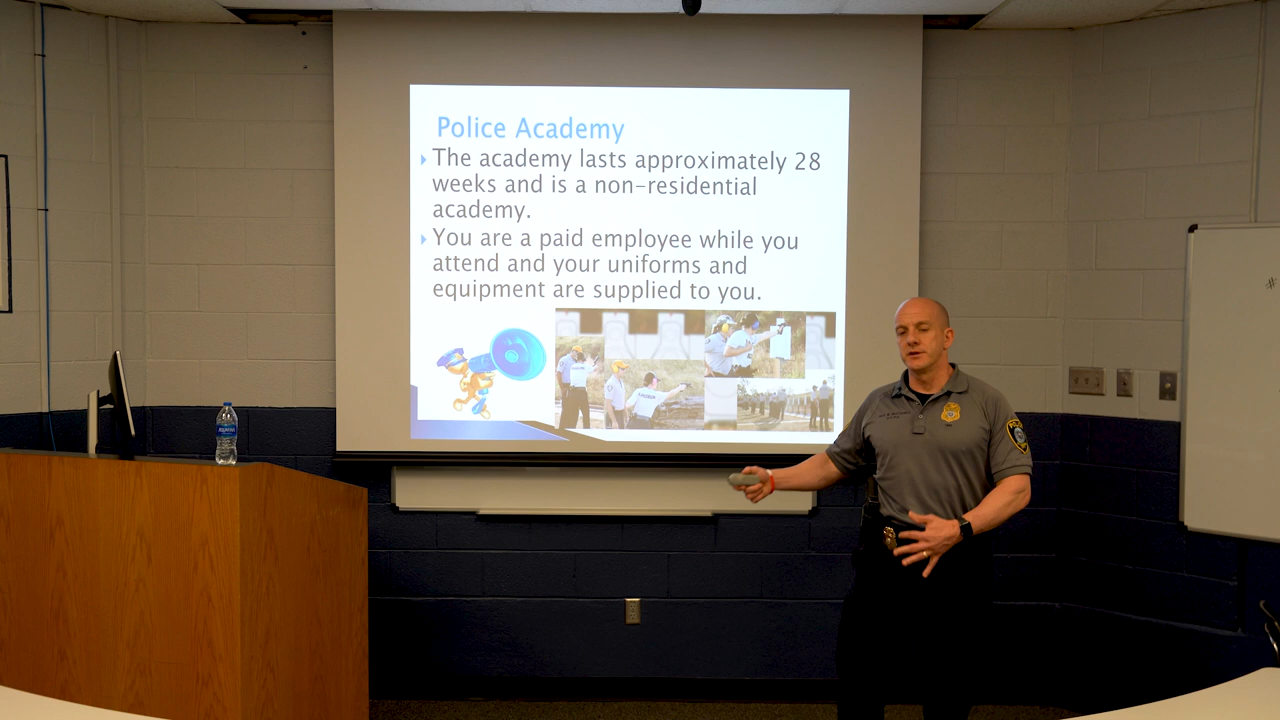 Police Academy
The academy lasts approximately 28
weeks and is a non-residential
academy.
You are a paid employee while you
attend and your uniforms and
equipment are supplied to you.
POLICE
#